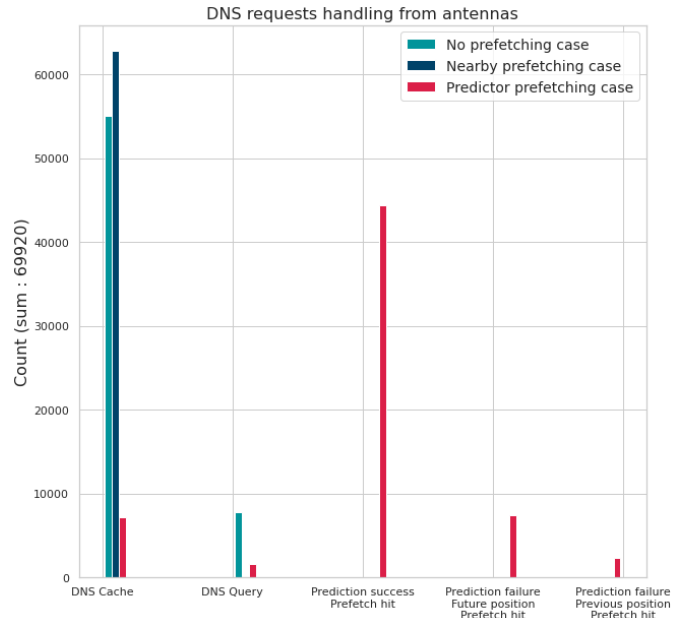 DNS requests handling from antennas
No prefetching case
Nearby prefetching case
Predictor prefetching case
Count (sum : 69920)
60000
50000
40000
30000
20000
10000
0
DNS Cache
DNS Query
Prediction success
Prefetch hit
Prediction failure
Future position
Prefetch hit
Prediction failure
Previous position
Prefetch hit